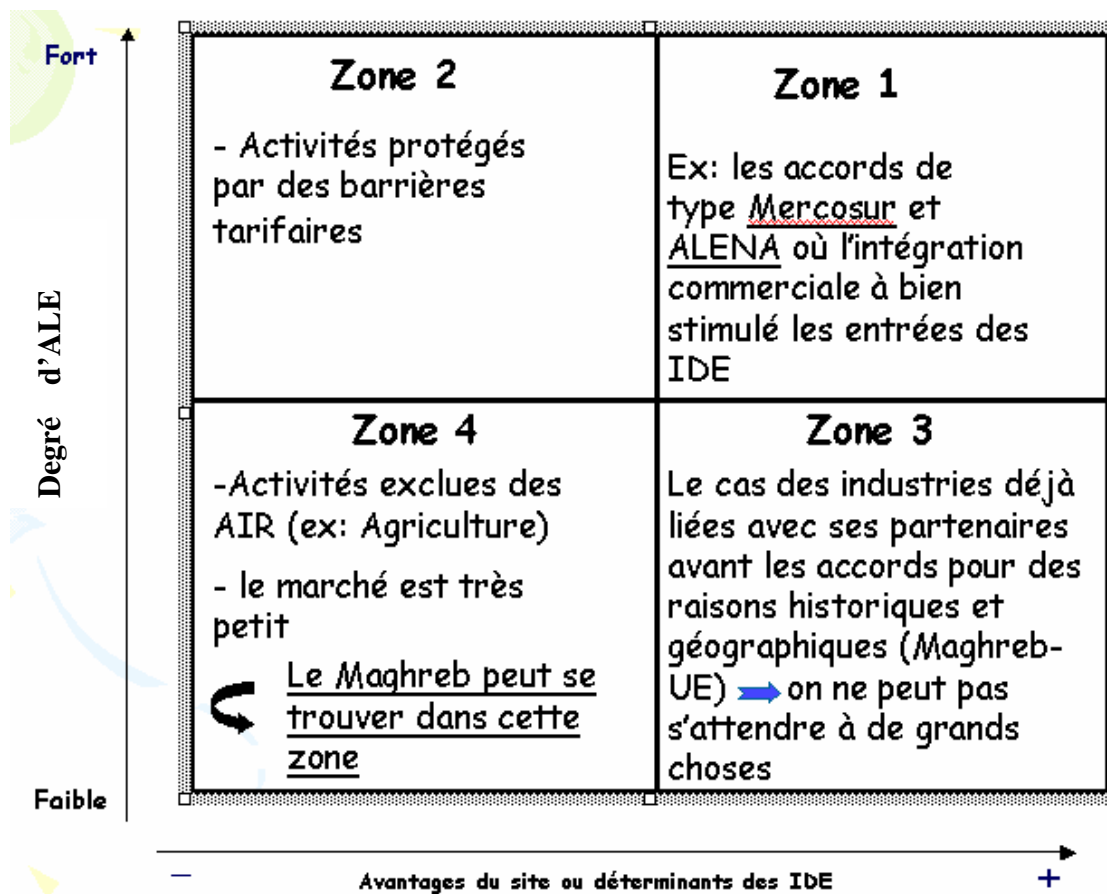 Fort
Degré d'ALE
Faible
Zone 2
- Activités protégés
par des barrières
tarifaires
Zone 1
Ex: les accords de
type Mercosur et
ALENA où l'intégration
commerciale à bien
stimulé les entrées des
IDE
Zone 4
-Activités exclues des
AIR (ex: Agriculture)
- le marché est très
petit
Le Maghreb peut se
trouver dans cette
zone
Zone 3
Le cas des industries déjà
liées avec ses partenaires
avant les accords pour des
raisons historiques et
géographiques (Maghreb-
UE) on ne peut pas
s'attendre à de grands
choses
– Avantages du site ou déterminants des IDE +